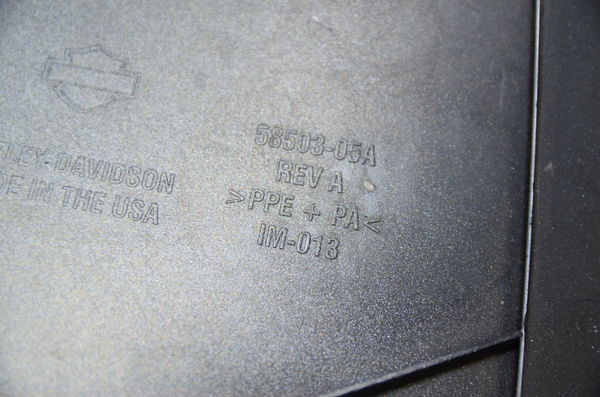 LEY-DAVIDSON
DE IN THE USA
58503-05A
REV A
>PPE + PA<
IM-013